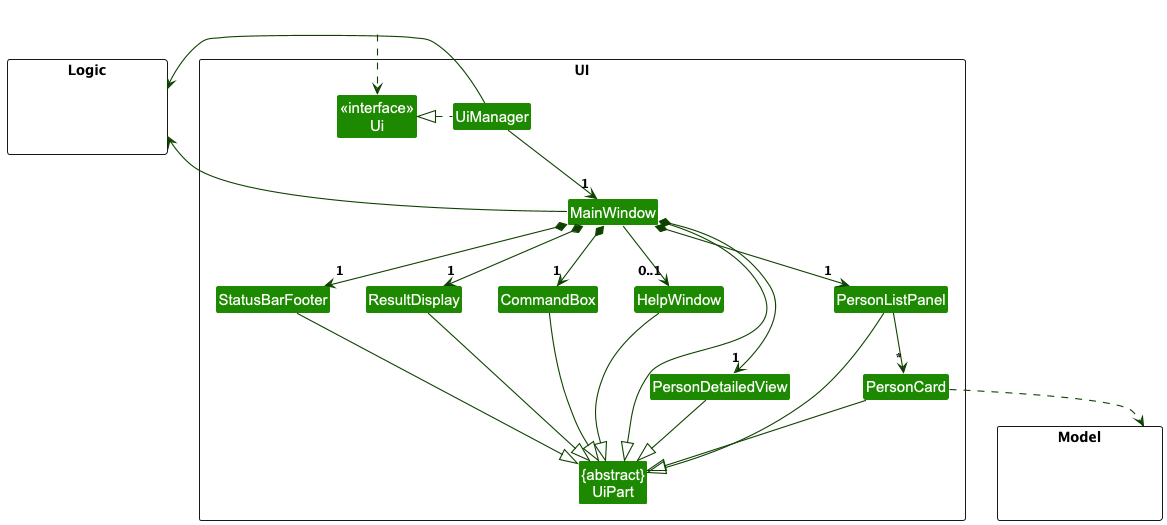 Logic
UI
«interface»
Ui
UiManager
1
MainWindow
1
1
1
0..1
1
StatusBarFooter
ResultDisplay
CommandBox
HelpWindow
PersonListPanel
1
*
PersonDetailedView
PersonCard
Model
{abstract}
UiPart